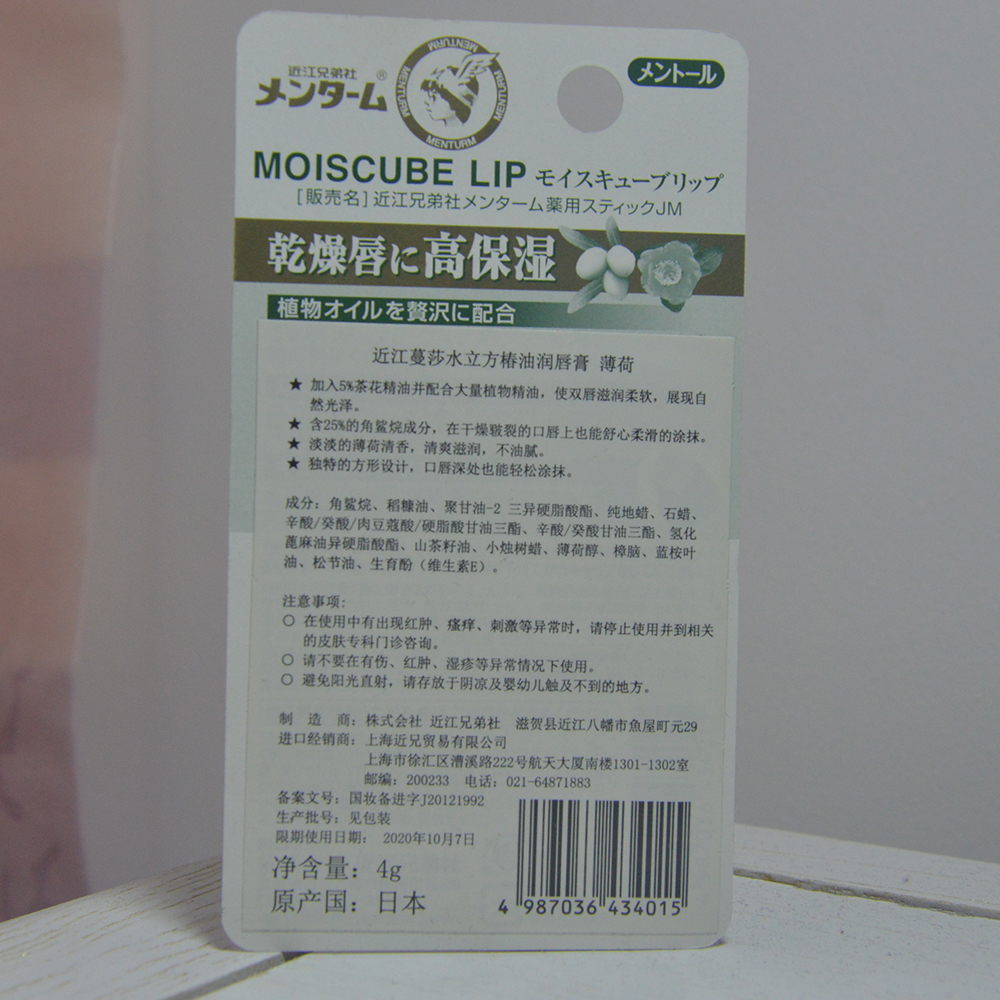 近江兄弟社
メンターム®
MENTURM MENTURM MENTURM MENTURM
メントール
MOISCUBE LIP モイスキューブリップ
[販売名]近江兄弟社メンターム薬用スティックJM
乾燥唇に高保湿
植物オイルを贅沢に配合
近江蔓莎水立方椿油润唇膏 薄荷
★ 加入5%茶花精油并配合大量植物精油，使双唇滋润柔软，展现自
然光泽。
★ 含25%的角鲨烷成分，在干燥皲裂的口唇上也能舒心柔滑的涂抹。
★ 淡淡的薄荷清香，清爽滋润，不油腻。
★ 独特的方形设计，口唇深处也能轻松涂抹。
成分：角鲨烷、稻糠油、聚甘油-2 三异硬脂酸酯、纯地蜡、石蜡、
辛酸/癸酸/肉豆蔻酸/硬脂酸甘油三酯、辛酸/癸酸甘油三酯、氢化
蓖麻油异硬脂酸酯、山茶籽油、小烛树蜡、薄荷醇、樟脑、蓝桉叶
油、松节油、生育酚（维生素E）。
注意事项:
○ 在使用中有出现红肿、瘙痒、刺激等异常时，请停止使用并到相关
的皮肤专科门诊咨询。
○ 请不要在有伤、红肿、湿疹等异常情况下使用。
○ 避免阳光直射，请存放于阴凉及婴幼儿触及不到的地方。
制 造 商：株式会社 近江兄弟社 滋贺县近江八幡市魚屋町元29
进口经销商：上海近兄贸易有限公司
上海市徐汇区漕溪路222号航天大厦南楼1301-1302室
邮编：200233 电话：021-64871883
备案文号：国妆备进字J20121992
生产批号：见包装
限期使用日期： 2020年10月7日
净含量：4g
原产国：日本
4 987036 434015